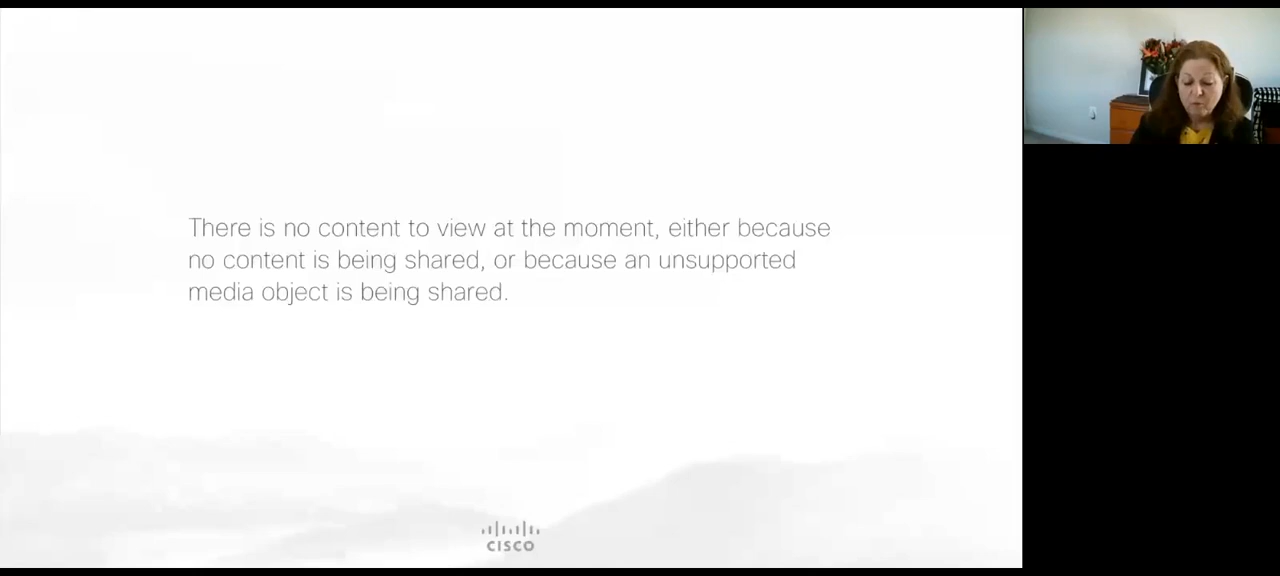 There is no content to view at the moment, either because
no content is being shared, or because an unsupported
media object is being shared.
CISCO